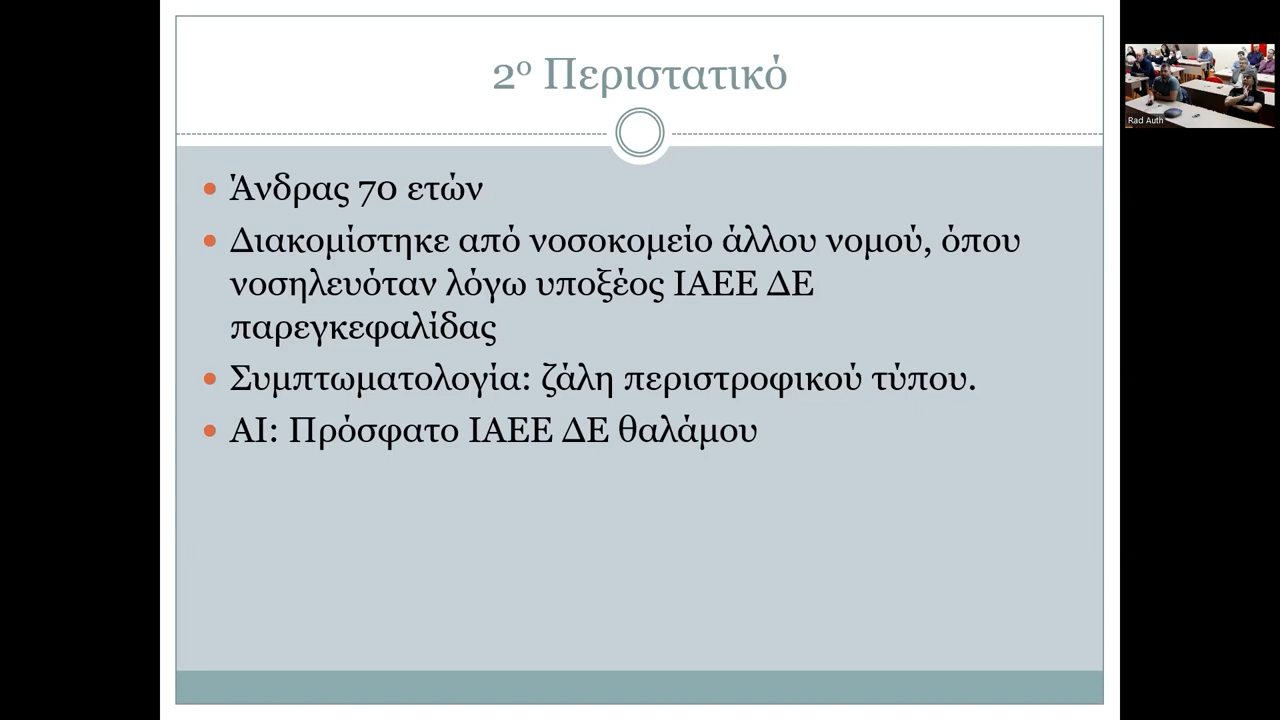 2º Περιστατικό
Άνδρας 70 ετών
Διακομίστηκε από νοσοκομείο άλλου νομού, όπου
νοσηλευόταν λόγω υποξέος ΙΑΕΕ ΔΕ
παρεγκεφαλίδας
Συμπτωματολογία: ζάλη περιστροφικού τύπου.
ΑΙ: Πρόσφατο ΙΑΕΕ ΔΕ θαλάμου
Rad Auth